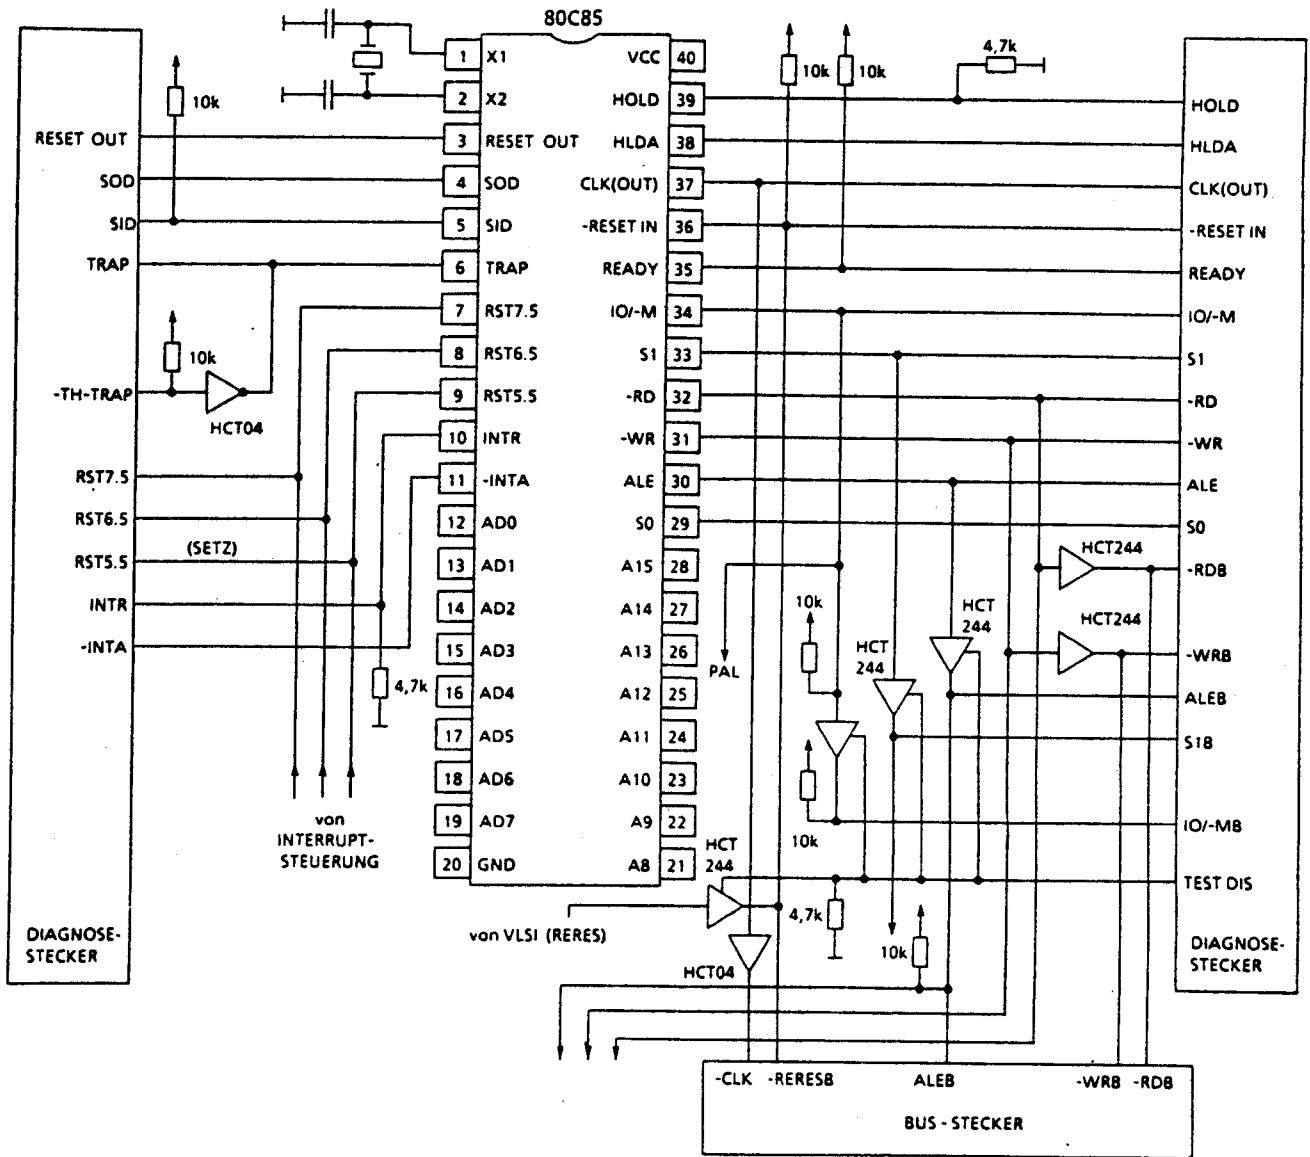 80C85
1 X1
2 X2
3 RESET OUT
4 SOD
5 SID
6 TRAP
7 RST7.5
8 RST6.5
9 RST5.5
10 INTR
11 -INTA
12 AD0
13 AD1
14 AD2
15 AD3
16 AD4
17 AD5
18 AD6
19 AD7
20 GND
VCC 40
HOLD 39
HLDA 38
CLK(OUT) 37
-RESET IN 36
READY 35
IO/-M 34
S1 33
-RD 32
-WR 31
ALE 30
S0 29
A15 28
A14 27
A13 26
A12 25
A11 24
A10 23
A9 22
A8 21
RESET OUT
SOD
SID
TRAP
-TH-TRAP
RST7.5
RST6.5
RST5.5
INTR
-INTA
DIAGNOSE-
STECKER
10k
10k
HCT04
(SETZ)
4,7k
von
INTERRUPT-
STEUERUNG
10k
10k
4,7k
HOLD
HLDA
CLK(OUT)
-RESET IN
READY
IO/-M
S1
-RD
-WR
ALE
S0
-RDB
-WRB
ALEB
S1B
IO/-MB
TEST DIS
DIAGNOSE-
STECKER
HCT244
HCT244
HCT
244
HCT
244
10k
PAL
10k
HCT
244
4,7k
10k
von VLSI (RERES)
HCT04
-CLK
-RERESB
ALEB
-WRB
-RDB
BUS - STECKER